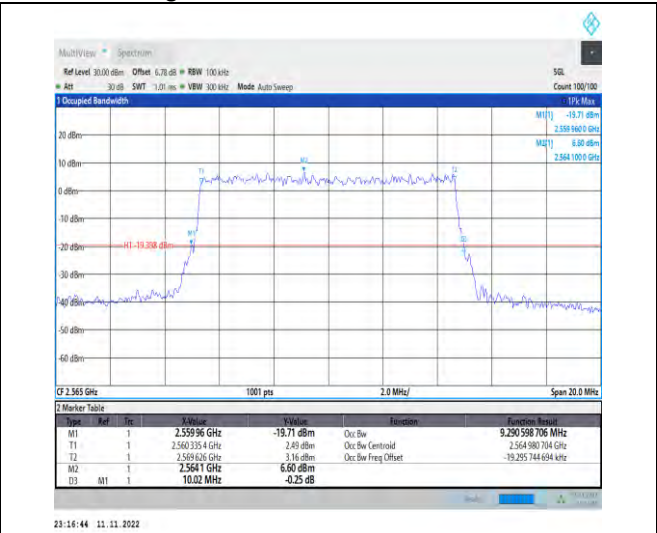 MultiView Spectrum
Ref Level 30.00 dBm Offset 6.78 dB RBW 100 kHz SGL
Att 30 dB SWT 1.01 ms VBW 300 kHz Mode Auto Sweep Count 100/100
1 Occupied Bandwidth 1Pk Max
M1[1] -19.71 dBm
2.559 960 0 GHz
20 dBm M2[1] 6.60 dBm
2.564 100 0 GHz
10 dBm
T1 M2 T2
0 dBm
-10 dBm
M1
-20 dBm H1 -19.398 dBm
-30 dBm
-40 dBm
-50 dBm
-60 dBm
CF 2.565 GHz 1001 pts 2.0 MHz/ Span 20.0 MHz
2 Marker Table
Type Ref Trc X-Value Y-Value Function Function Result
M1 1 2.55996 GHz -19.71 dBm Occ Bw 9.290 598 706 MHz
T1 1 2.560 335 4 GHz 2.49 dBm Occ Bw Centroid 2.564 980 704 GHz
T2 1 2.569 626 GHz 3.16 dBm Occ Bw Freq Offset -19.295 744 694 kHz
M2 1 2.5641 GHz 6.60 dBm
D3 M1 1 10.02 MHz -0.25 dB
23:16:44 11.11.2022